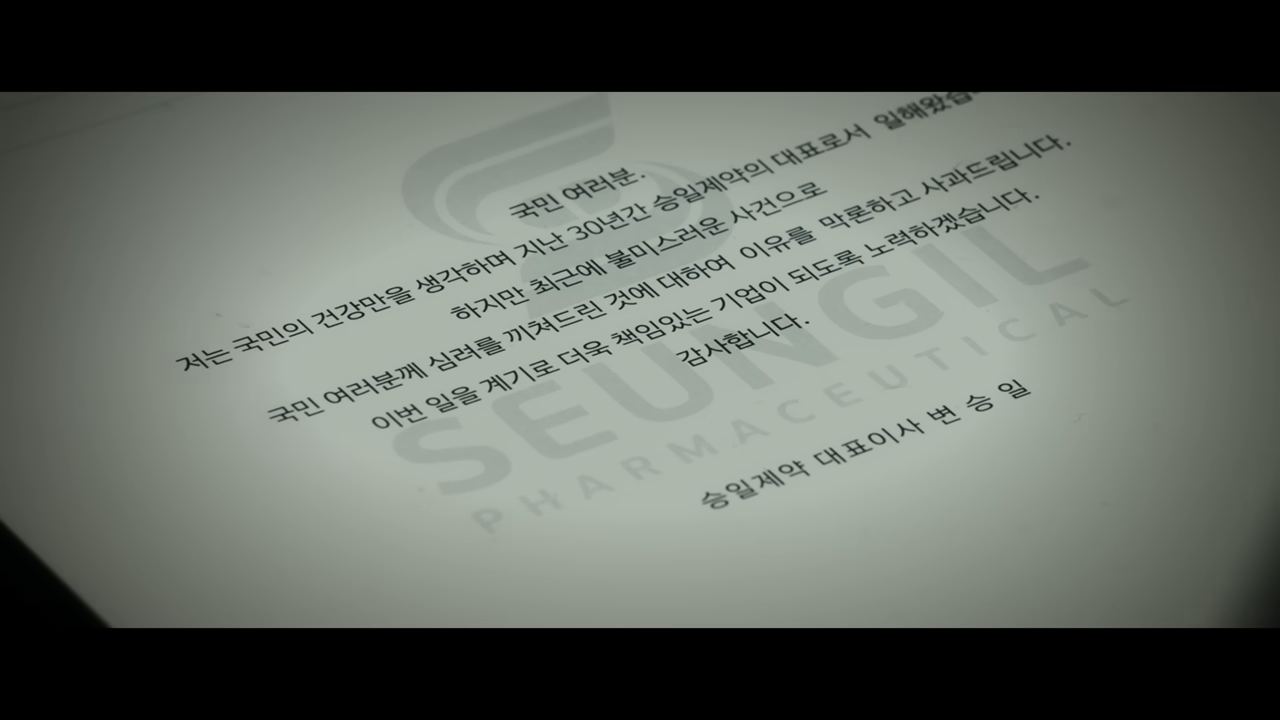 국민 여러분.
저는 국민의 건강만을 생각하며 지난 30년간 승일제약의 대표로서
하지만 최근에 불미스러운 사건으로
국민 여러분께 심려를 끼쳐드린 것에 대하여 이유를 막론하고 사과드립니다.
이번 일을 계기로 더욱 책임있는 기업이 되도록 노력하겠습니다.
감사합니다.
SEUNGIL
PHARMACEUTICAL
승일제약 대표이사 변 승 일